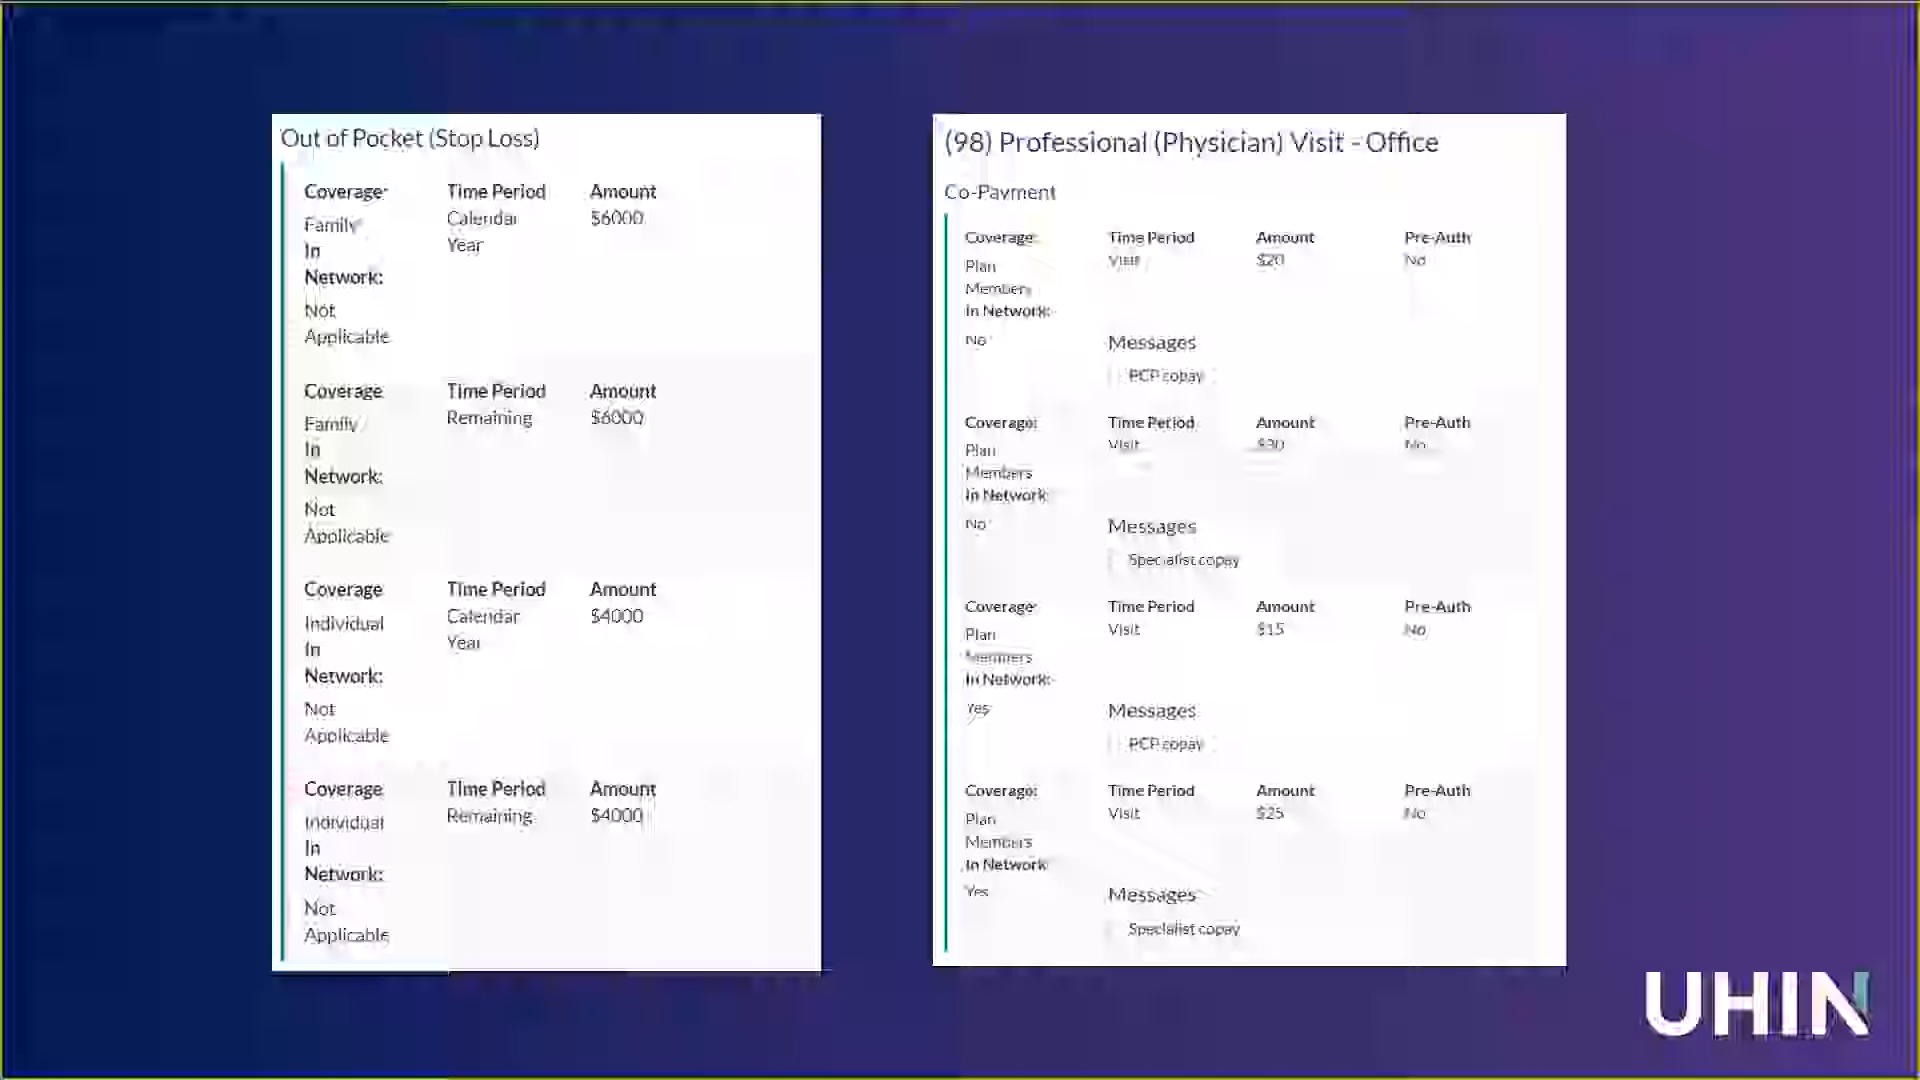 Out of Pocket (Stop Loss)
Coverage: Time Period Amount
Family Calendar $6000
In Year
Network:
Not
Applicable
Coverage Time Period Amount
Family Remaining $6000
In
Network:
Not
Applicable
Coverage Time Period Amount
Individual Calendar $4000
In Year
Network:
Not
Applicable
Coverage Time Period Amount
Individual Remaining $4000
In
Network:
Not
Applicable
(98) Professional (Physician) Visit - Office
Co-Payment
Coverage: Time Period Amount Pre-Auth
Plan Visit $20 No
Members
In Network:
No Messages
PCP copay
Coverage: Time Period Amount Pre-Auth
Plan Visit $30 No
Members
In Network
No Messages
Specialist copay
Coverage: Time Period Amount Pre-Auth
Plan Visit $15 No
Members
In Network:
Yes Messages
PCP copay
Coverage: Time Period Amount Pre-Auth
Plan Visit $25 No
Members
In Network
Yes Messages
Specialist copay
UHIN